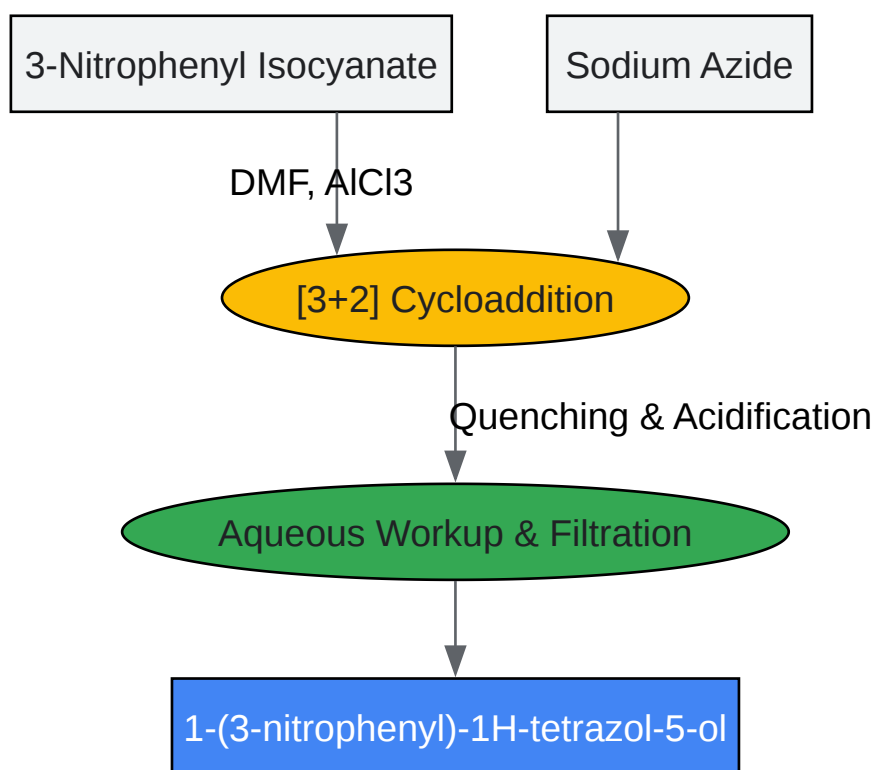 3-Nitrophenyl Isocyanate
Sodium Azide
DMF, AlCl3
[3+2] Cycloaddition
Quenching & Acidification
Aqueous Workup & Filtration
1-(3-nitrophenyl)-1H-tetrazol-5-ol